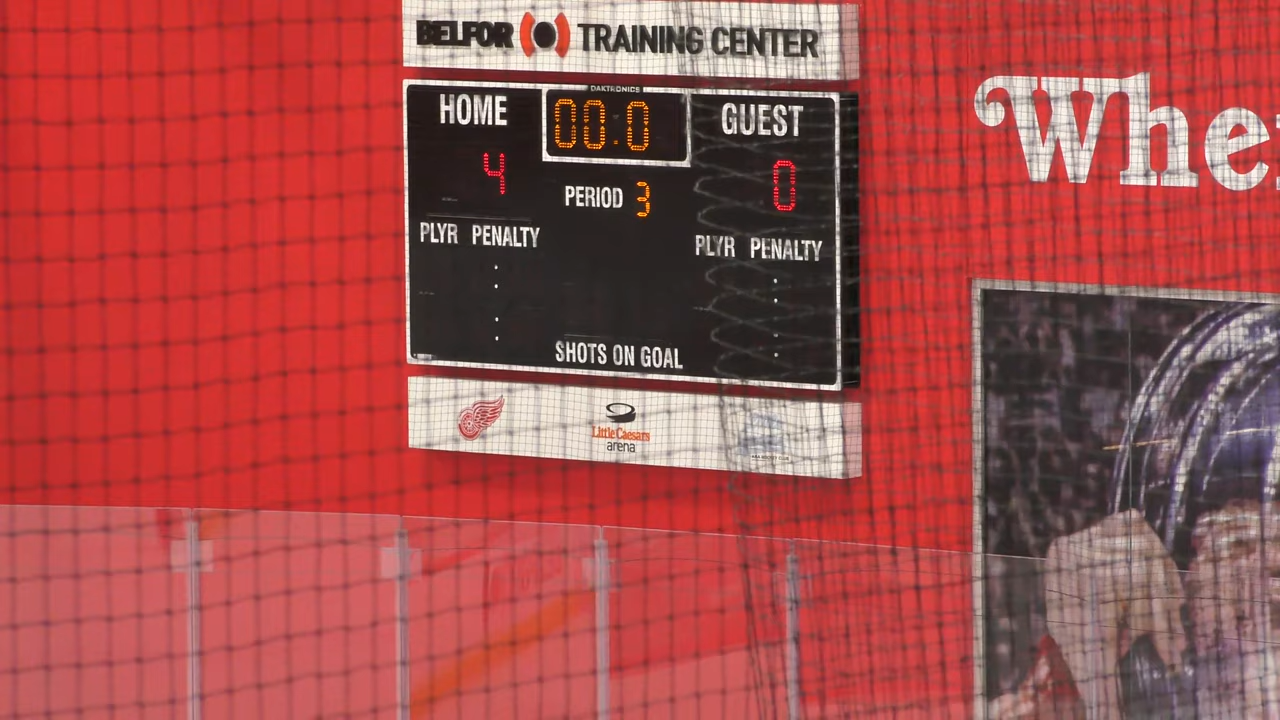 BELFOR TRAINING CENTER
DAKTRONICS
HOME 00.0 GUEST
4 PERIOD 3 0
PLYR PENALTY PLYR PENALTY
SHOTS ON GOAL
Little Caesars
arena
Whe